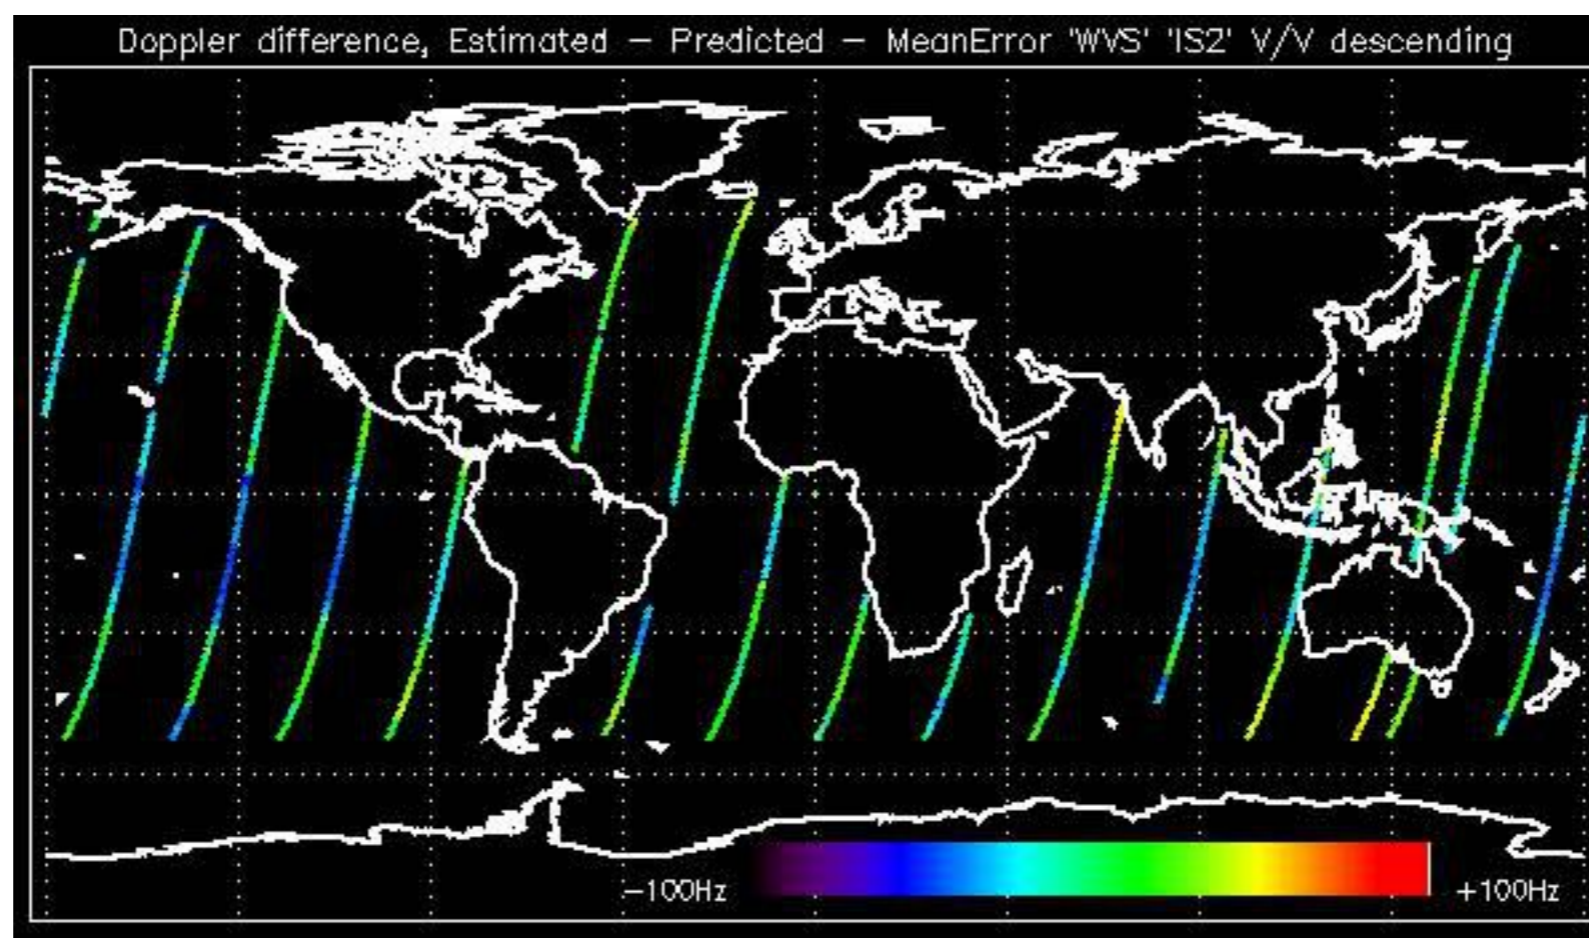 Doppler difference, Estimated – Predicted – MeanError 'WVS' 'IS2' V/V descending
–100Hz +100Hz